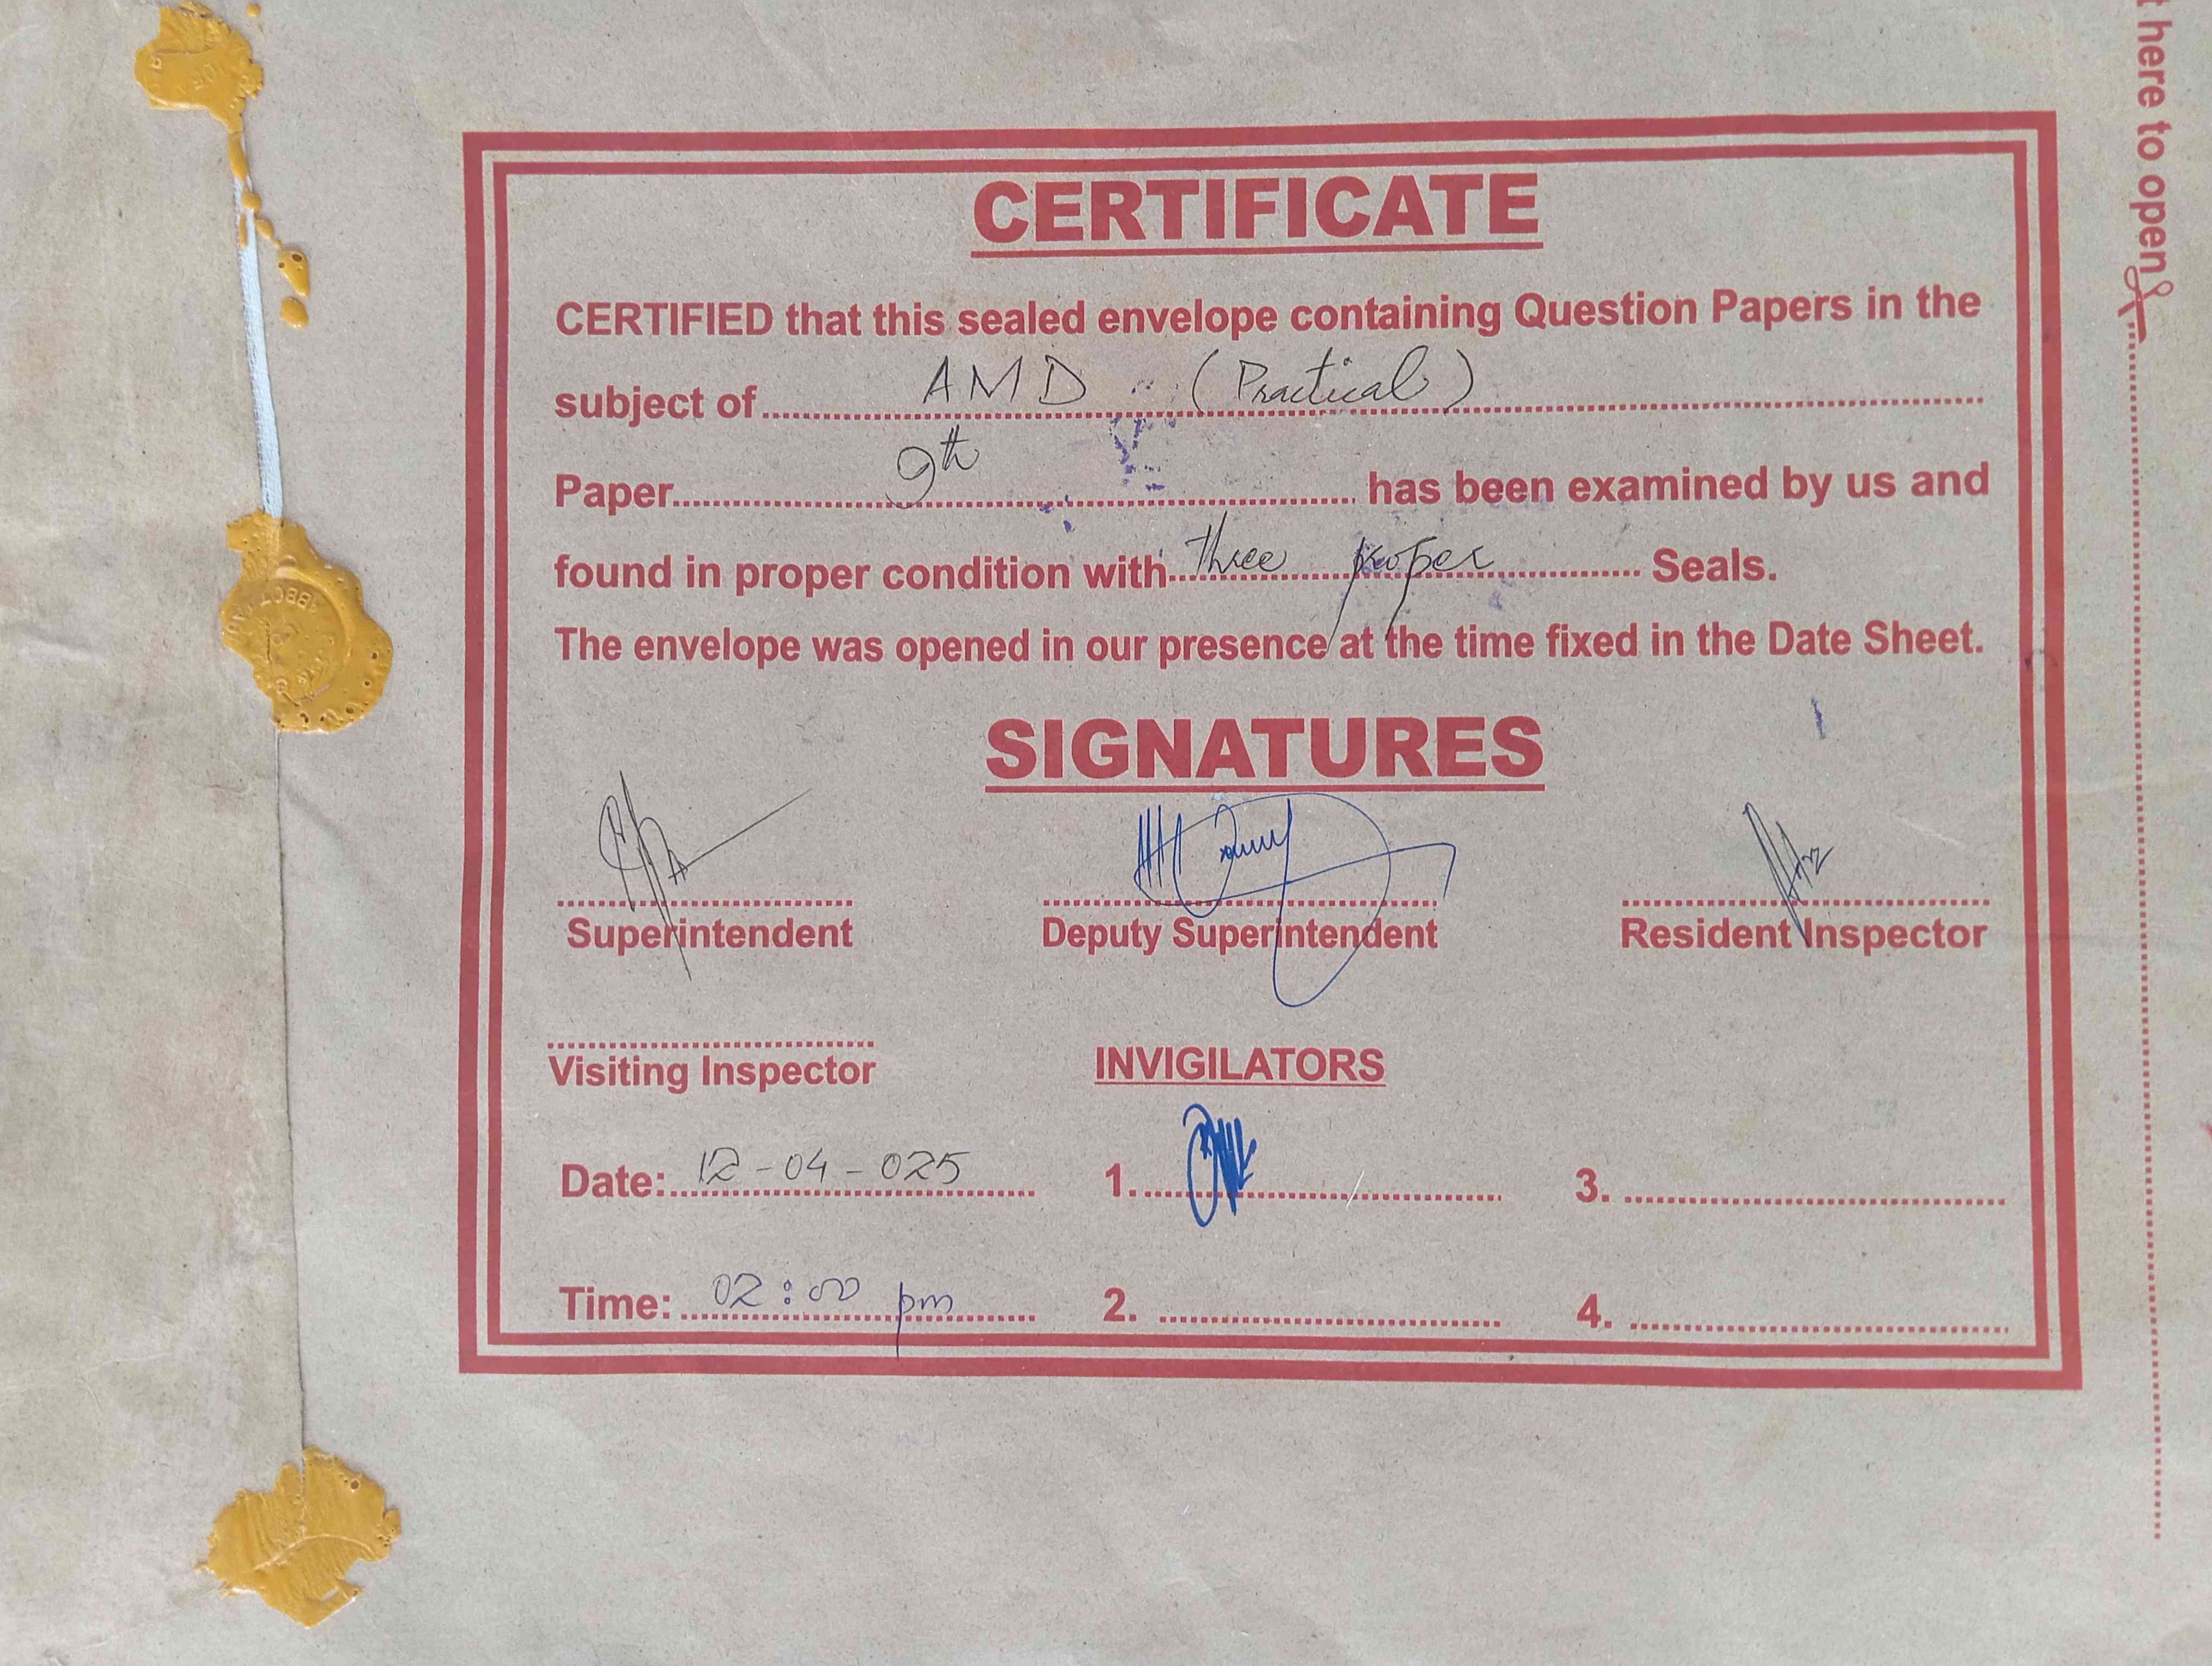 CERTIFICATE
CERTIFIED that this sealed envelope containing Question Papers in the
subject of AMD (Practical)
Paper 9th has been examined by us and
found in proper condition with three proper Seals.
The envelope was opened in our presence at the time fixed in the Date Sheet.
SIGNATURES
Superintendent Deputy Superintendent Resident Inspector
Visiting Inspector INVIGILATORS
Date: 12-04-025 1. 3.
Time: 02:00 pm 2. 4.
here to open